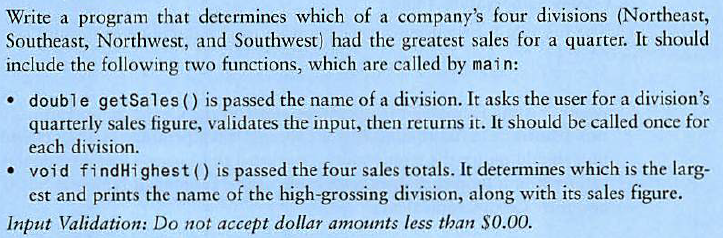 Write a program that determines which of a company's four divisions (Northeast,
Southeast, Northwest, and Southwest) had the greatest sales for a quarter. It should
include the following two functions, which are called by main:
• double getSales() is passed the name of a division. It asks the user for a division's
quarterly sales figure, validates the input, then returns it. It should be called once for
each division.
• void findHighest() is passed the four sales totals. It determines which is the larg-
est and prints the name of the high-grossing division, along with its sales figure.
Input Validation: Do not accept dollar amounts less than $0.00.